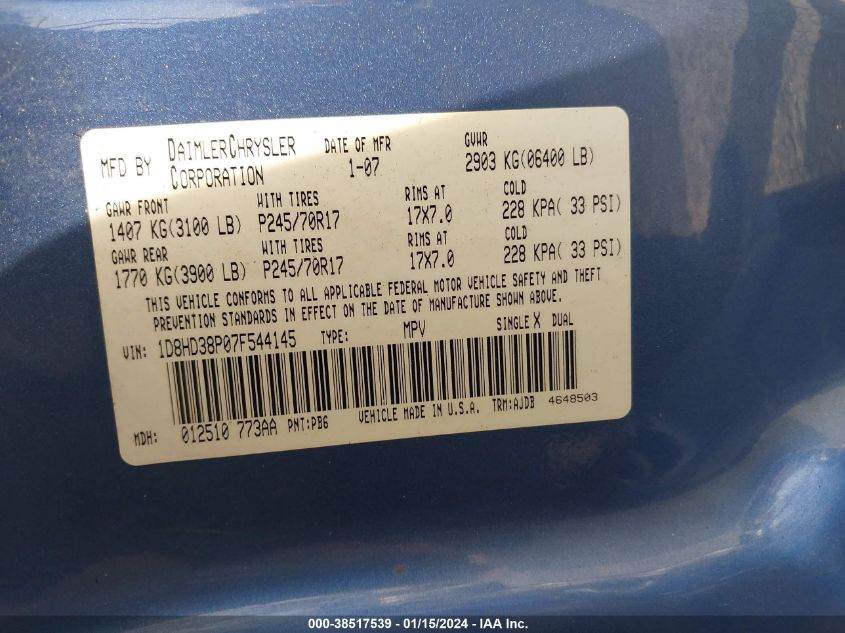 MFD BY DAIMLERCHRYSLER CORPORATION DATE OF MFR 1-07 GVWR 2903 KG(06400 LB)
GAWR FRONT WITH TIRES RIMS AT COLD
1407 KG(3100 LB) P245/70R17 17X7.0 228 KPA( 33 PSI)
GAWR REAR WITH TIRES RIMS AT COLD
1770 KG(3900 LB) P245/70R17 17X7.0 228 KPA( 33 PSI)
THIS VEHICLE CONFORMS TO ALL APPLICABLE FEDERAL MOTOR VEHICLE SAFETY AND THEFT
PREVENTION STANDARDS IN EFFECT ON THE DATE OF MANUFACTURE SHOWN ABOVE.
VIN: 1D8HD38P07F544145 TYPE: MPV SINGLE X DUAL
MDH: 012510 773AA PNT:PB6 VEHICLE MADE IN U.S.A. TRM:AJDB 4648503
000-38517539 - 01/15/2024 - IAA Inc.